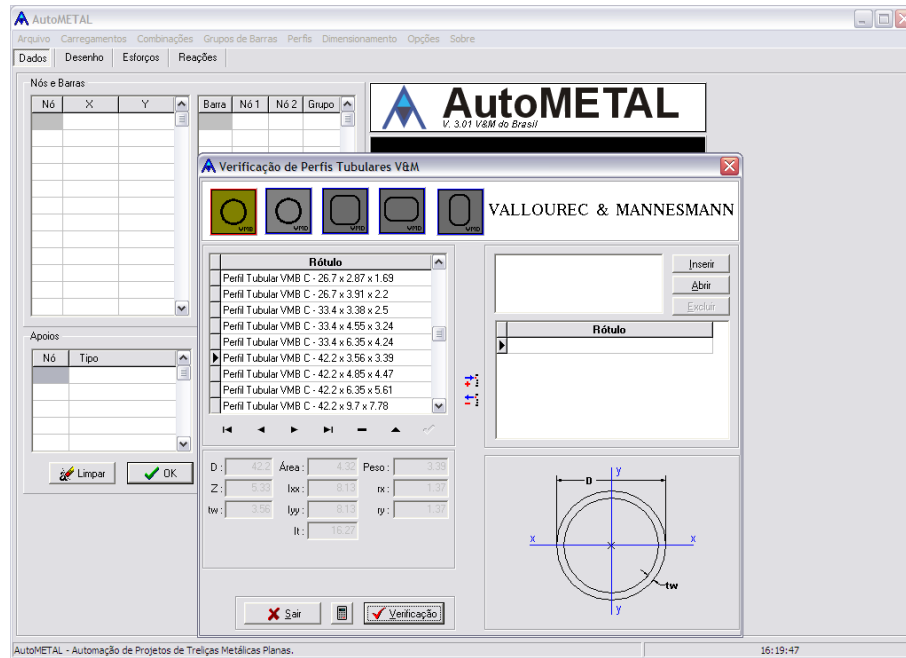 AutoMETAL
Arquivo Carregamentos Combinações Grupos de Barras Perfis Dimensionamento Opções Sobre
Dados Desenho Esforços Reações
Nós e Barras
Nó X Y
Barra Nó 1 Nó 2 Grupo
AutoMETAL
V. 3.01 V&M do Brasil
Verificação de Perfis Tubulares V&M
VMB VMB VMB VMB VMB
VALLOUREC & MANNESMANN
Rótulo
Perfil Tubular VMB C - 26.7 x 2.87 x 1.69
Perfil Tubular VMB C - 26.7 x 3.91 x 2.2
Perfil Tubular VMB C - 33.4 x 3.38 x 2.5
Perfil Tubular VMB C - 33.4 x 4.55 x 3.24
Perfil Tubular VMB C - 33.4 x 6.35 x 4.24
Perfil Tubular VMB C - 42.2 x 3.56 x 3.39
Perfil Tubular VMB C - 42.2 x 4.85 x 4.47
Perfil Tubular VMB C - 42.2 x 6.35 x 5.61
Perfil Tubular VMB C - 42.2 x 9.7 x 7.78
Inserir
Abrir
Excluir
Rótulo
Apoios
Nó Tipo
Limpar OK
D : 42.2 Área : 4.32 Peso : 3.39
Z : 5.33 Ixx : 8.13 rx : 1.37
tw : 3.56 Iyy : 8.13 ry : 1.37
It : 16.27
y
D
x x
tw
y
Sair Verificação
AutoMETAL - Automação de Projetos de Treliças Metálicas Planas. 16:19:47